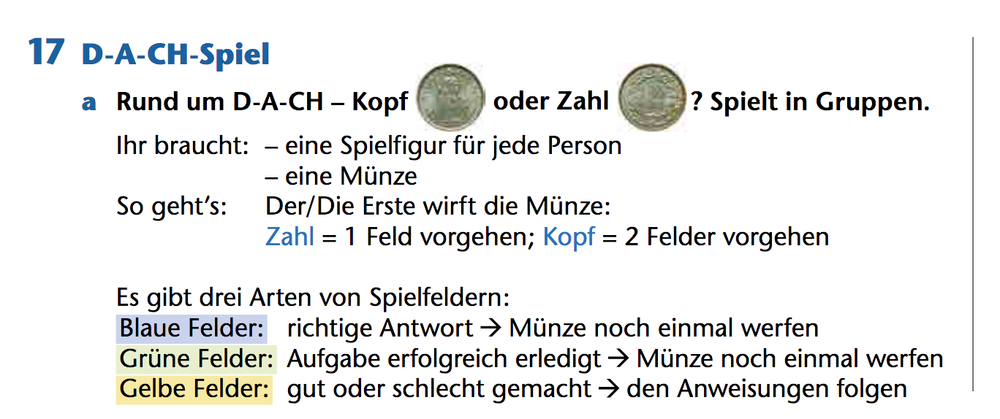 17 D-A-CH-Spiel
a Rund um D-A-CH – Kopf oder Zahl ? Spielt in Gruppen.
Ihr braucht: – eine Spielfigur für jede Person
– eine Münze
So geht’s: Der/Die Erste wirft die Münze:
Zahl = 1 Feld vorgehen; Kopf = 2 Felder vorgehen
Es gibt drei Arten von Spielfeldern:
Blaue Felder: richtige Antwort → Münze noch einmal werfen
Grüne Felder: Aufgabe erfolgreich erledigt → Münze noch einmal werfen
Gelbe Felder: gut oder schlecht gemacht → den Anweisungen folgen